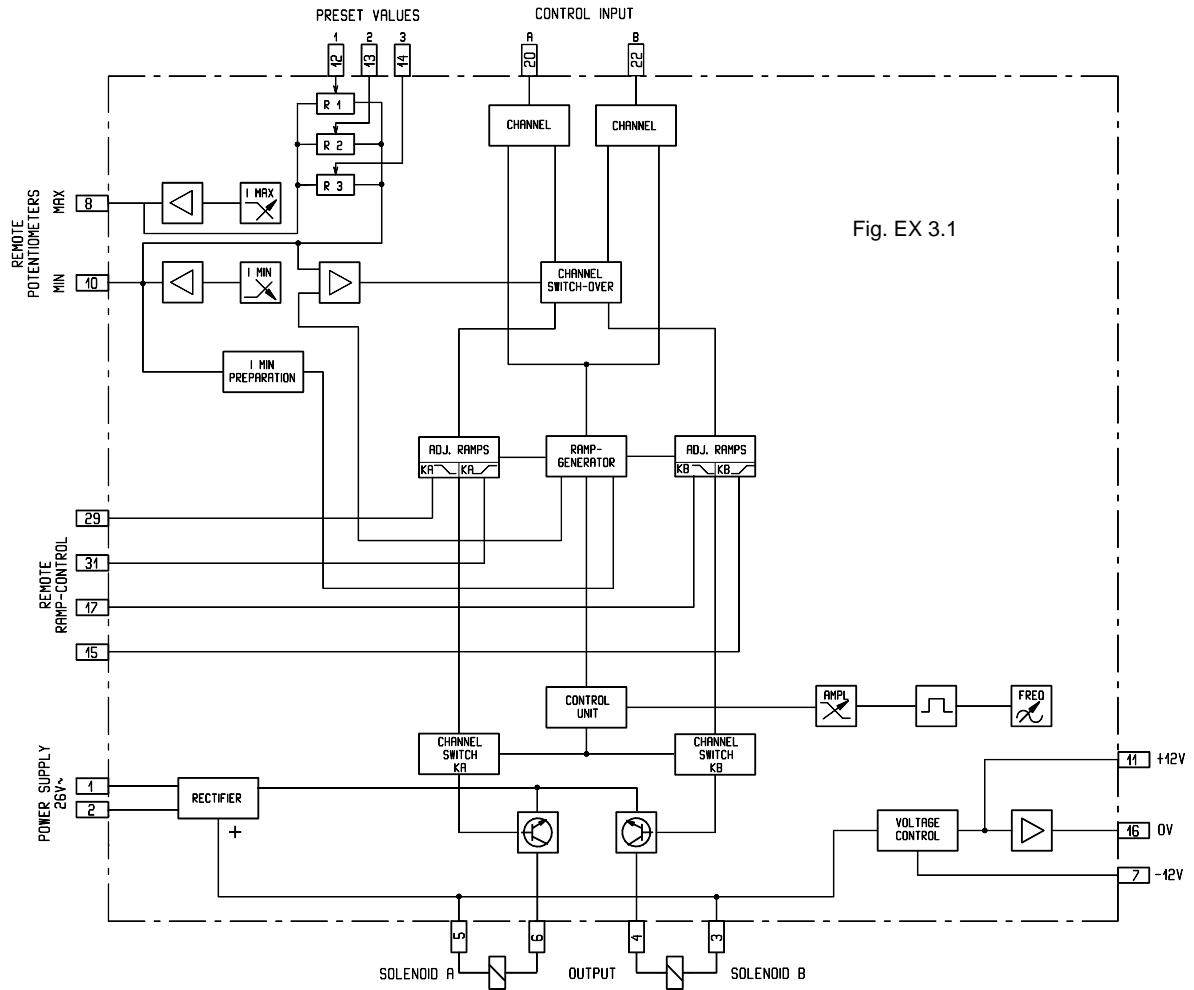 PRESET VALUES
CONTROL INPUT
1 2 3 A B
12 13 14 20 22
R 1
R 2
R 3
CHANNEL CHANNEL
REMOTE
POTENTIOMETERS
MAX
8
I MAX
Fig. EX 3.1
MIN
10
I MIN
CHANNEL
SWITCH-OVER
I MIN
PREPARATION
ADJ. RAMPS
KA KA
RAMP-
GENERATOR
ADJ. RAMPS
KB KB
REMOTE
RAMP-CONTROL
29
31
17
15
CONTROL
UNIT
AMPL
FREQ
CHANNEL
SWITCH
KA
CHANNEL
SWITCH
KB
POWER SUPPLY
26V~
1
2
RECTIFIER
+
VOLTAGE
CONTROL
11 +12V
16 0V
7 -12V
5 6 4 3
SOLENOID A OUTPUT SOLENOID B